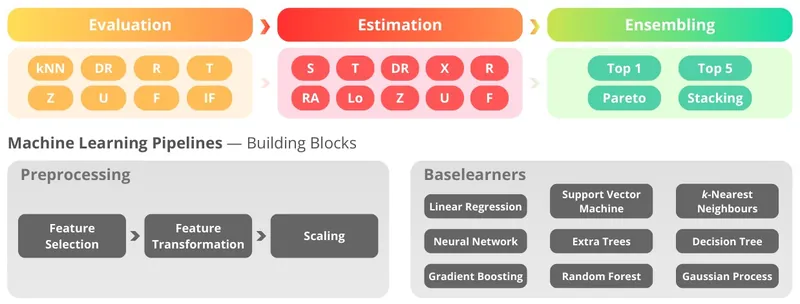 Evaluation
Estimation
Ensembling
kNN DR R T
Z U F IF
S T DR X R
RA Lo Z U F
Top 1 Top 5
Pareto Stacking
Machine Learning Pipelines — Building Blocks
Preprocessing
Feature
Selection
Feature
Transformation
Scaling
Baselearners
Linear Regression
Support Vector
Machine
k-Nearest
Neighbours
Neural Network
Extra Trees
Decision Tree
Gradient Boosting
Random Forest
Gaussian Process